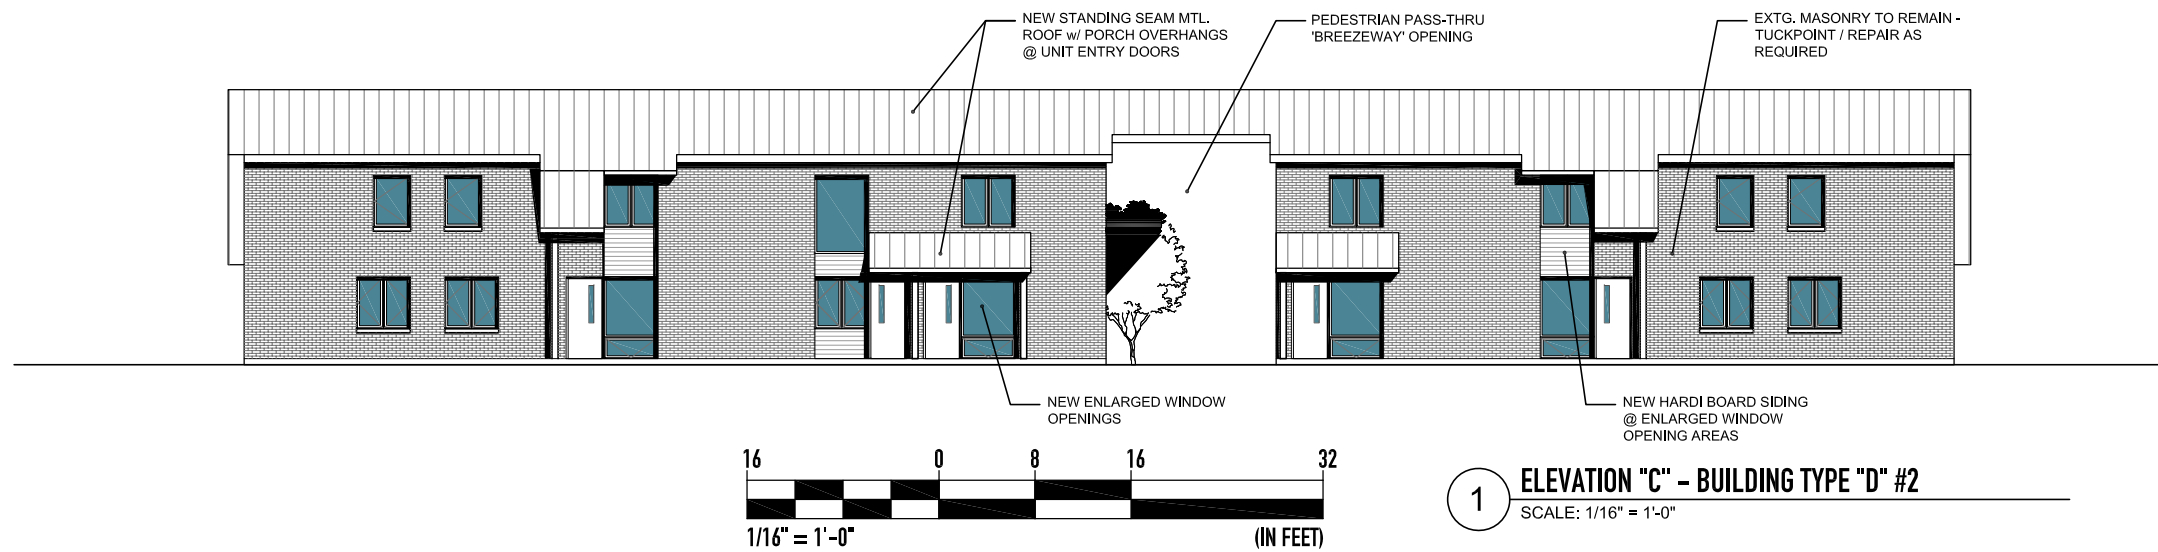 NEW STANDING SEAM MTL.
ROOF w/ PORCH OVERHANGS
@ UNIT ENTRY DOORS
PEDESTRIAN PASS-THRU
'BREEZEWAY' OPENING
EXTG. MASONRY TO REMAIN -
TUCKPOINT / REPAIR AS
REQUIRED
NEW ENLARGED WINDOW
OPENINGS
NEW HARDI BOARD SIDING
@ ENLARGED WINDOW
OPENING AREAS
16 0 8 16 32
1/16" = 1'-0" (IN FEET)
1 ELEVATION "C" - BUILDING TYPE "D" #2
SCALE: 1/16" = 1'-0"